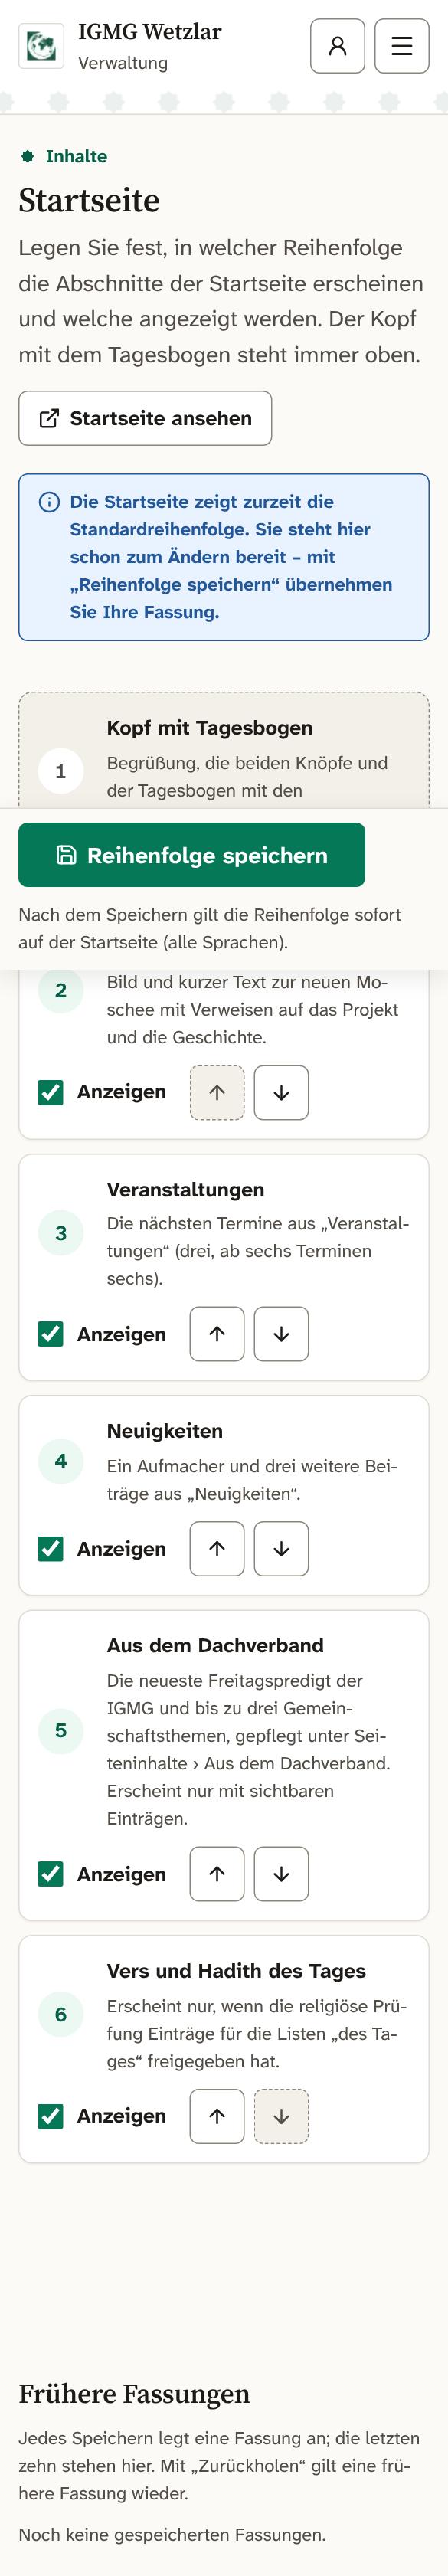 IGMG Wetzlar
Verwaltung
Inhalte
Startseite
Legen Sie fest, in welcher Reihenfolge
die Abschnitte der Startseite erscheinen
und welche angezeigt werden. Der Kopf
mit dem Tagesbogen steht immer oben.
Startseite ansehen
Die Startseite zeigt zurzeit die
Standardreihenfolge. Sie steht hier
schon zum Ändern bereit – mit
„Reihenfolge speichern“ übernehmen
Sie Ihre Fassung.
Kopf mit Tagesbogen
1
Begrüßung, die beiden Knöpfe und
der Tagesbogen mit den
Reihenfolge speichern
Nach dem Speichern gilt die Reihenfolge sofort
auf der Startseite (alle Sprachen).
2
Bild und kurzer Text zur neuen Mo-
schee mit Verweisen auf das Projekt
und die Geschichte.
Anzeigen
Veranstaltungen
3
Die nächsten Termine aus „Veranstal-
tungen“ (drei, ab sechs Terminen
sechs).
Anzeigen
Neuigkeiten
4
Ein Aufmacher und drei weitere Bei-
träge aus „Neuigkeiten“.
Anzeigen
Aus dem Dachverband
5
Die neueste Freitagspredigt der
IGMG und bis zu drei Gemein-
schaftsthemen, gepflegt unter Sei-
teninhalte › Aus dem Dachverband.
Erscheint nur mit sichtbaren
Einträgen.
Anzeigen
Vers und Hadith des Tages
6
Erscheint nur, wenn die religiöse Prü-
fung Einträge für die Listen „des Ta-
ges“ freigegeben hat.
Anzeigen
Frühere Fassungen
Jedes Speichern legt eine Fassung an; die letzten
zehn stehen hier. Mit „Zurückholen“ gilt eine frü-
here Fassung wieder.
Noch keine gespeicherten Fassungen.